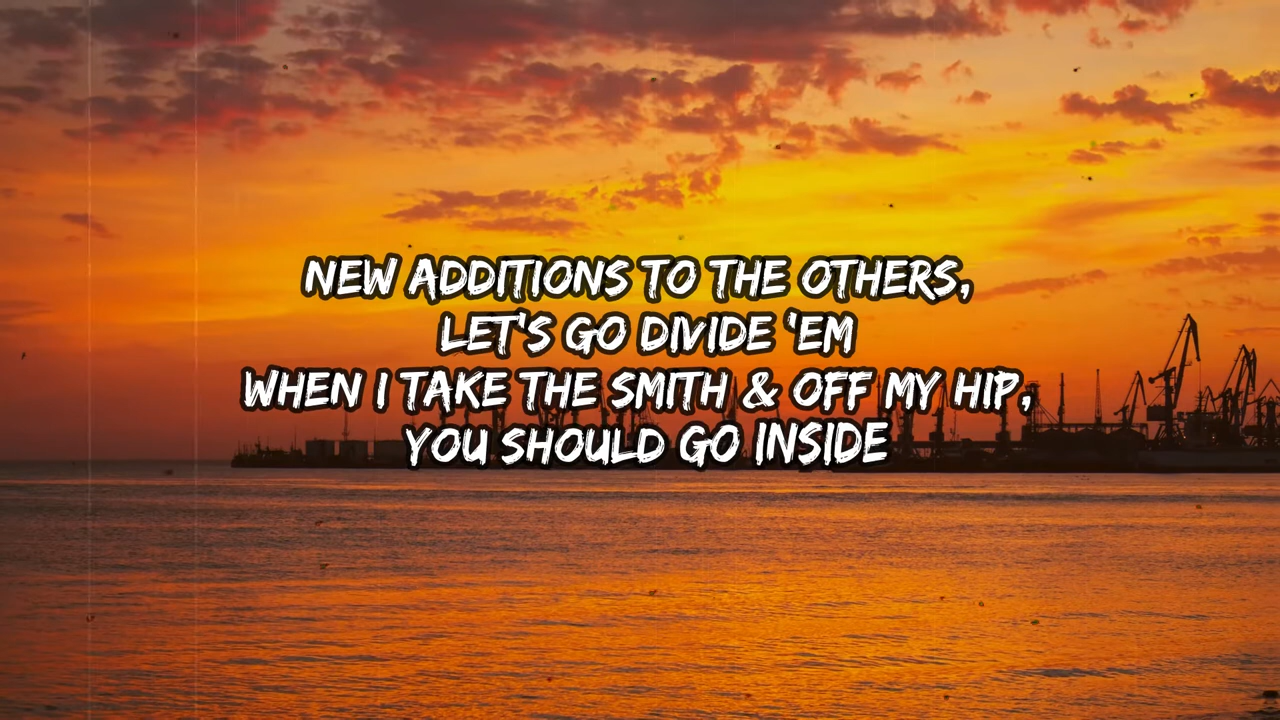 NEW ADDITIONS TO THE OTHERS,
LET'S GO DIVIDE 'EM
WHEN I TAKE THE SMITH & OFF MY HIP,
YOU SHOULD GO INSIDE